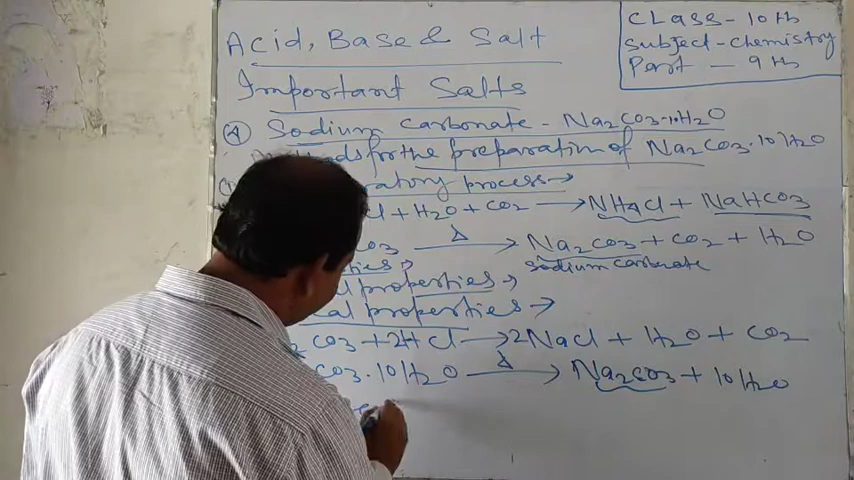 CLass - 10th
Subject - Chemistry
Part - 9th
Acid, Base & Salt
Important Salts
(A) Sodium carbonate - Na2CO3.10H2O
for the preparation of Na2CO3.10H2O
process →
+ H2O + CO2 → NH4Cl + NaHCO3
Δ → Na2CO3 + CO2 + H2O
sodium carbonate
properties →
properties →
CO3 + 2HCl → 2NaCl + H2O + CO2
CO3.10H2O Δ → Na2CO3 + 10H2O